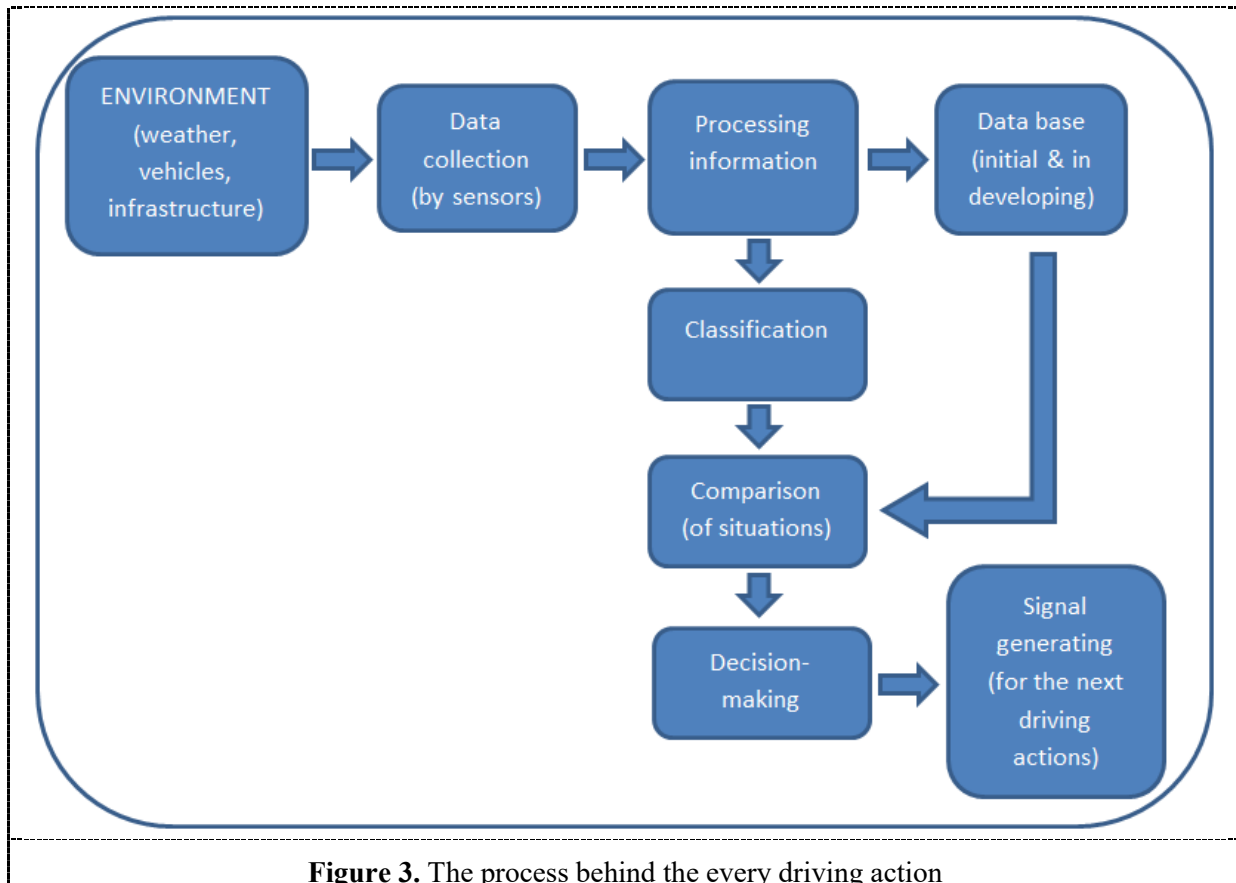 ENVIRONMENT
(weather,
vehicles,
infrastructure)
Data
collection
(by sensors)
Processing
information
Data base
(initial & in
developing)
Classification
Comparison
(of situations)
Decision-
making
Signal
generating
(for the next
driving
actions)
Figure 3. The process behind the every driving action